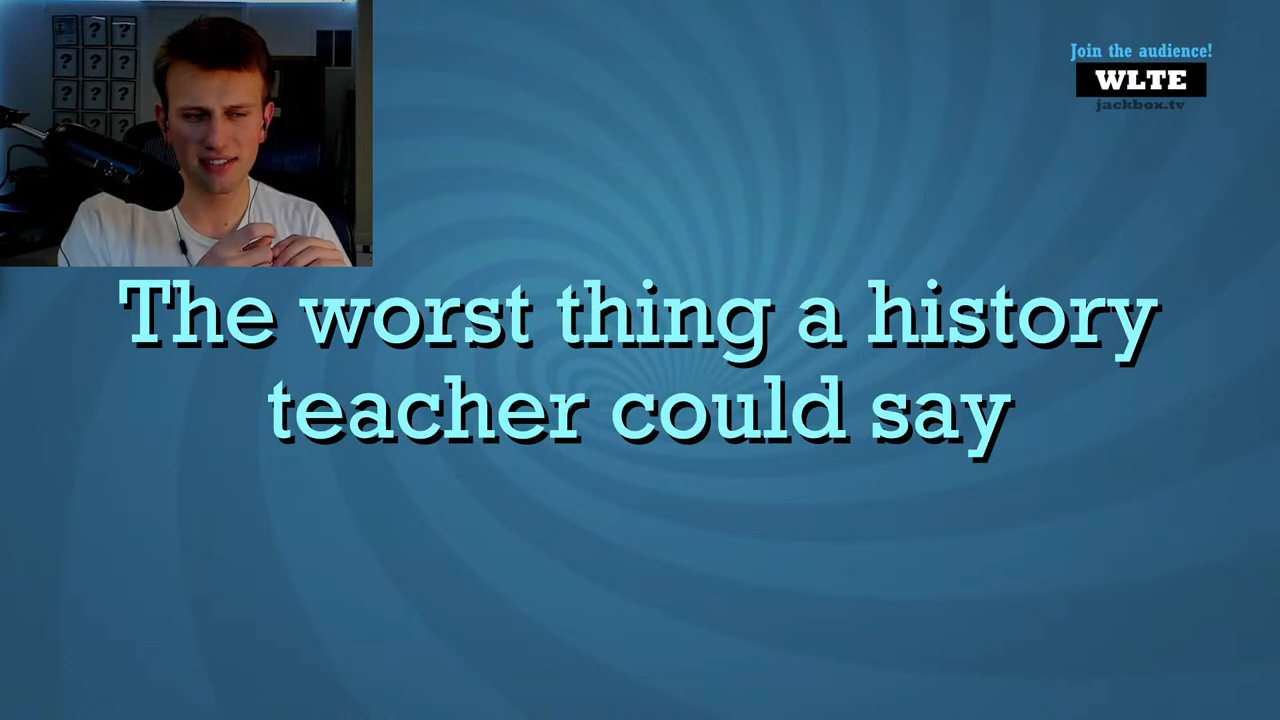 Join the audience!
WLTE
jackbox.tv
? ?
? ? ?
? ? ?
? ? ?
The worst thing a history
teacher could say